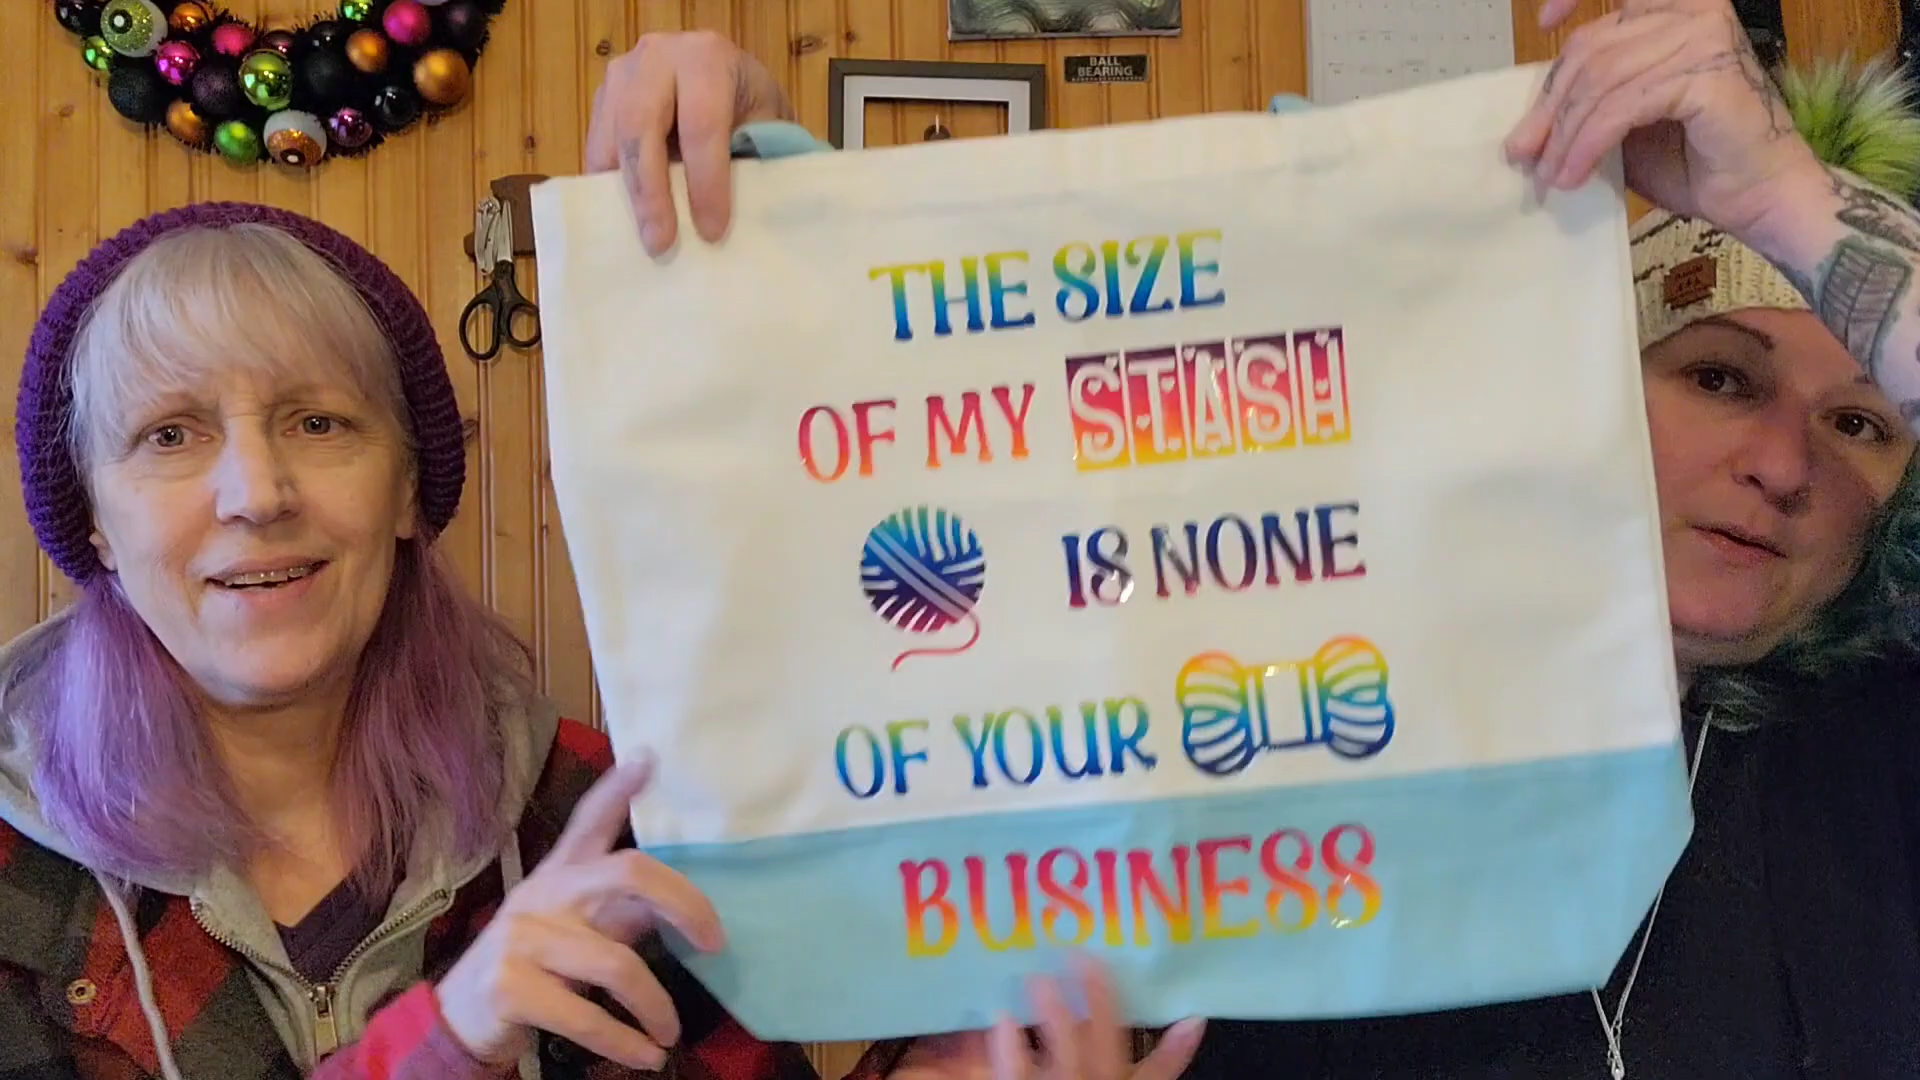 BALL
BEARING
THE SIZE
OF MY STASH
IS NONE
OF YOUR
BUSINESS